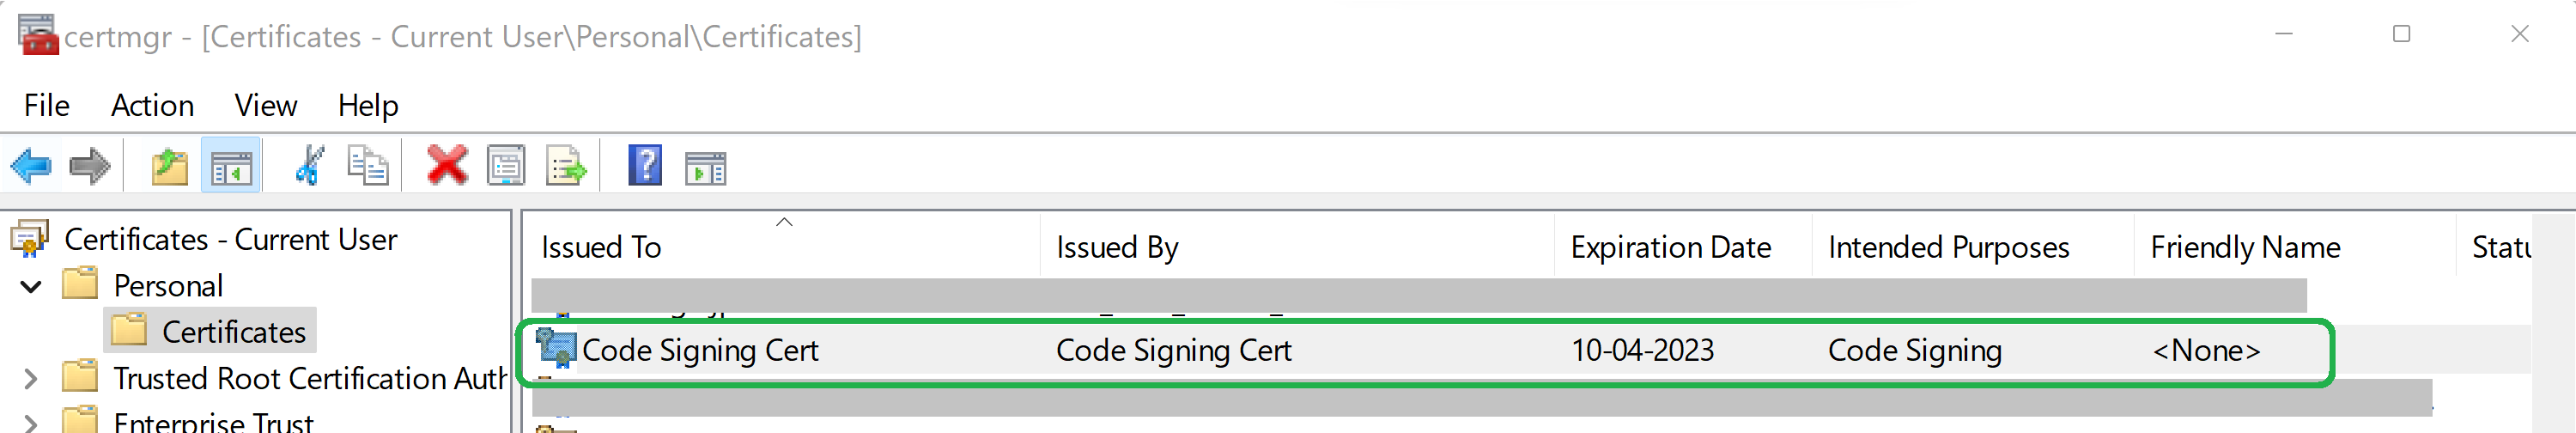 certmgr - [Certificates - Current User\Personal\Certificates]
File Action View Help
Certificates - Current User
Personal
Certificates
Trusted Root Certification Auth
Enterprise Trust
Issued To Issued By Expiration Date Intended Purposes Friendly Name Statu
Code Signing Cert Code Signing Cert 10-04-2023 Code Signing <None>